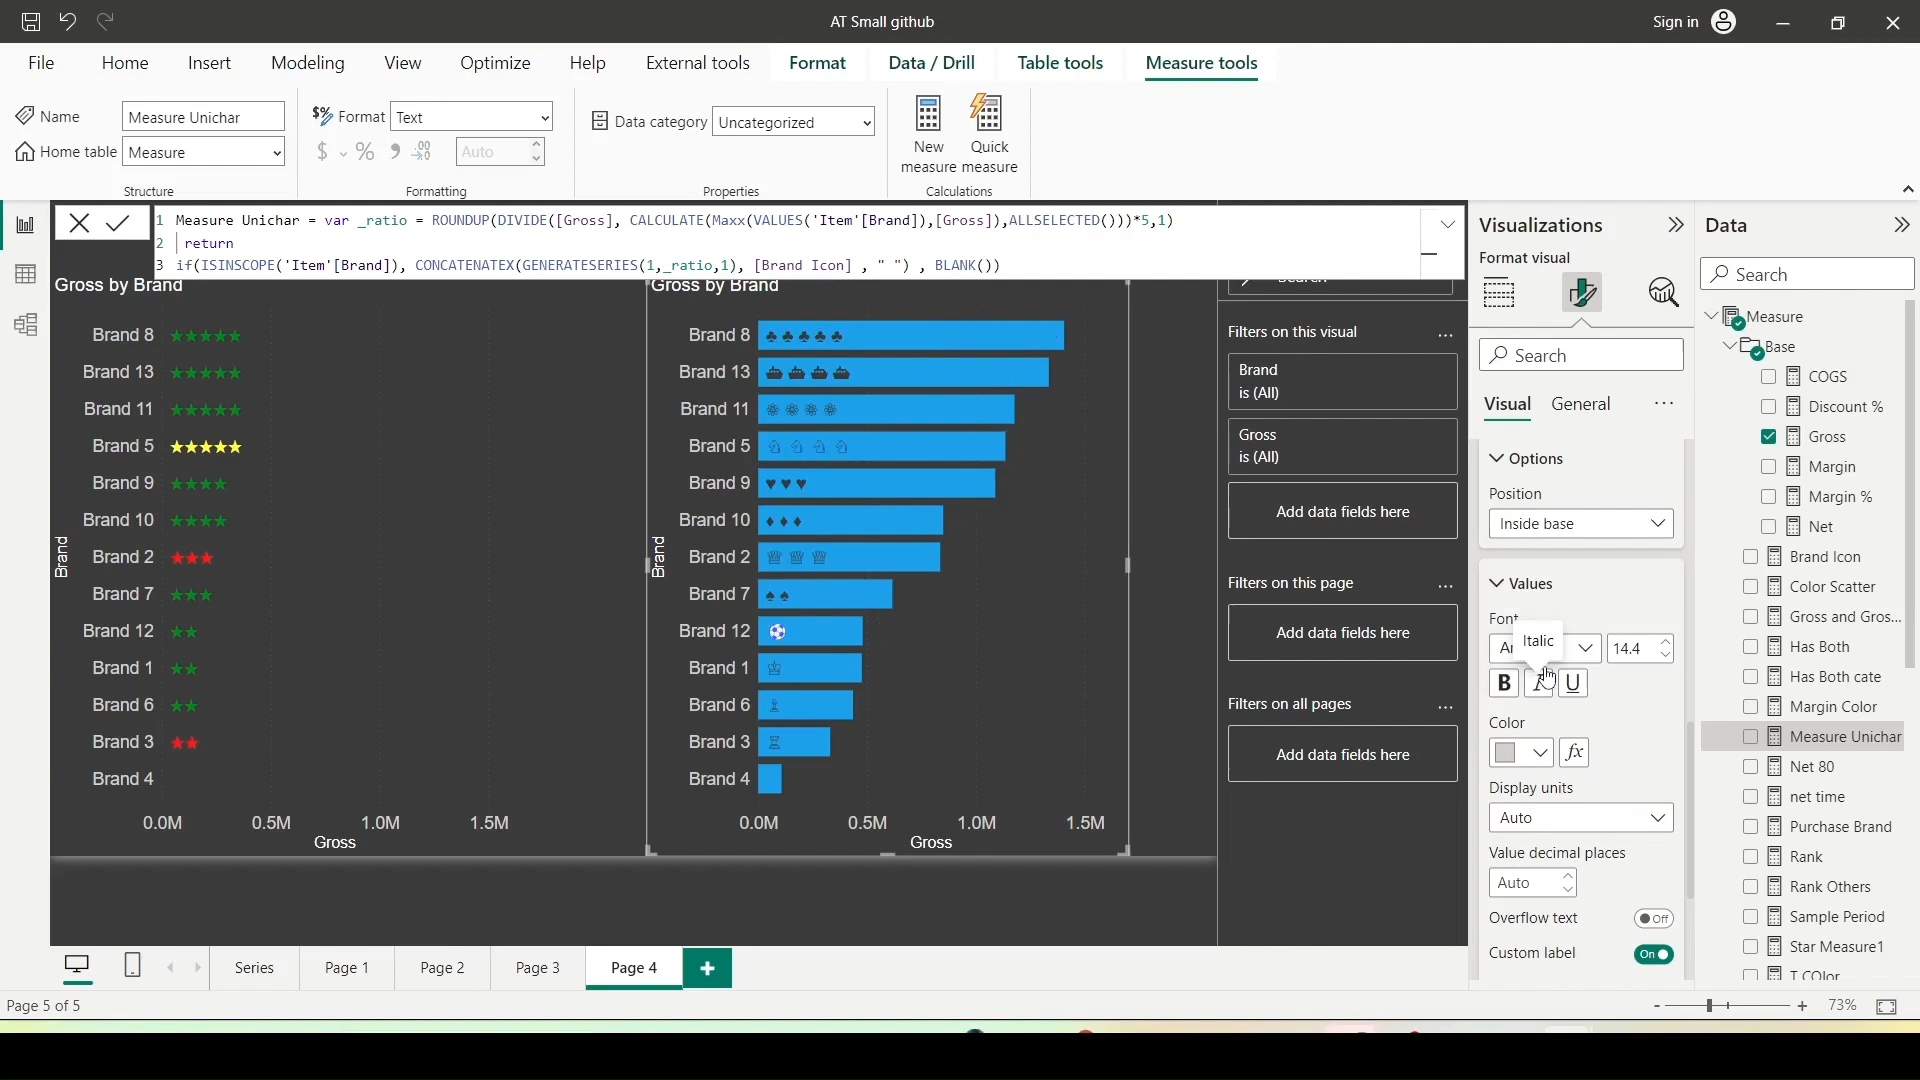 AT Small github
Sign in
File Home Insert Modeling View Optimize Help External tools Format Data / Drill Table tools Measure tools
Name Measure Unichar
Home table Measure
Structure
Format Text
$ % , .00 Auto
Formatting
Data category Uncategorized
Properties
New measure
Quick measure
Calculations
1 Measure Unichar = var _ratio = ROUNDUP(DIVIDE([Gross], CALCULATE(Maxx(VALUES('Item'[Brand]),[Gross]),ALLSELECTED()))*5,1)
2 return
3 if(ISINSCOPE('Item'[Brand]), CONCATENATEX(GENERATESERIES(1,_ratio,1), [Brand Icon] , " ") , BLANK())
Gross by Brand
Brand
Brand 8 ★★★★★
Brand 13 ★★★★★
Brand 11 ★★★★★
Brand 5 ★★★★★
Brand 9 ★★★★
Brand 10 ★★★★
Brand 2 ★★★
Brand 7 ★★★
Brand 12 ★★
Brand 1 ★★
Brand 6 ★★
Brand 3 ★★
Brand 4
0.0M 0.5M 1.0M 1.5M
Gross
Gross by Brand
Brand
Brand 8 ♣ ♣ ♣ ♣ ♣
Brand 13 ⛴ ⛴ ⛴ ⛴
Brand 11 ⚛ ⚛ ⚛ ⚛
Brand 5 ♘ ♘ ♘ ♘
Brand 9 ♥ ♥ ♥
Brand 10 ♦ ♦ ♦
Brand 2 ♕ ♕ ♕
Brand 7 ♠ ♠
Brand 12 ⚽
Brand 1 ♔
Brand 6 ♗
Brand 3 ♖
Brand 4
0.0M 0.5M 1.0M 1.5M
Gross
Filters on this visual ...
Brand
is (All)
Gross
is (All)
Add data fields here
Filters on this page ...
Add data fields here
Filters on all pages ...
Add data fields here
Visualizations
Format visual
Search
Visual General ...
Options
Position
Inside base
Values
Font
Italic
14.4
B I U
Color
fx
Display units
Auto
Value decimal places
Auto
Overflow text Off
Custom label On
Data
Search
Measure
Base
COGS
Discount %
Gross
Margin
Margin %
Net
Brand Icon
Color Scatter
Gross and Gros...
Has Both
Has Both cate
Margin Color
Measure Unichar
Net 80
net time
Purchase Brand
Rank
Rank Others
Sample Period
Star Measure1
T COlor
Series Page 1 Page 2 Page 3 Page 4 +
Page 5 of 5
- + 73%